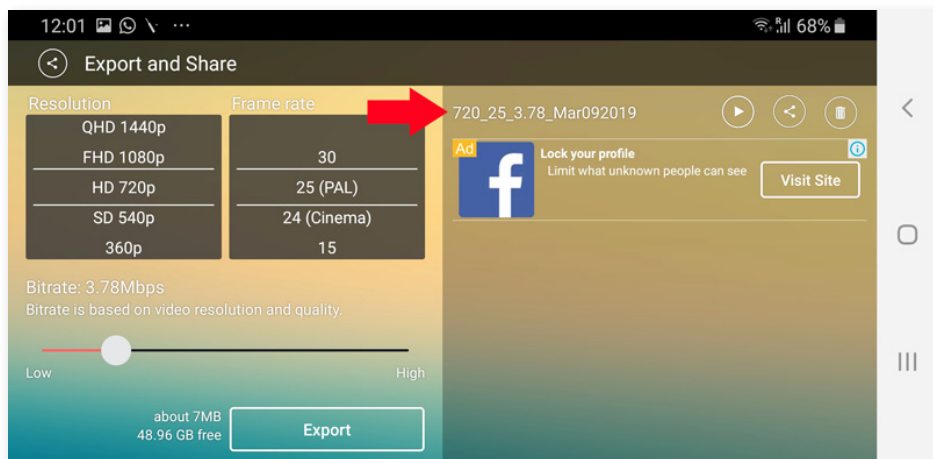 12:01
68%
Export and Share
Resolution
Frame rate
QHD 1440p
FHD 1080p
HD 720p
SD 540p
360p
30
25 (PAL)
24 (Cinema)
15
Bitrate: 3.78Mbps
Bitrate is based on video resolution and quality.
Low
High
about 7MB
48.96 GB free
Export
720_25_3.78_Mar092019
Ad
Lock your profile
Limit what unknown people can see
Visit Site